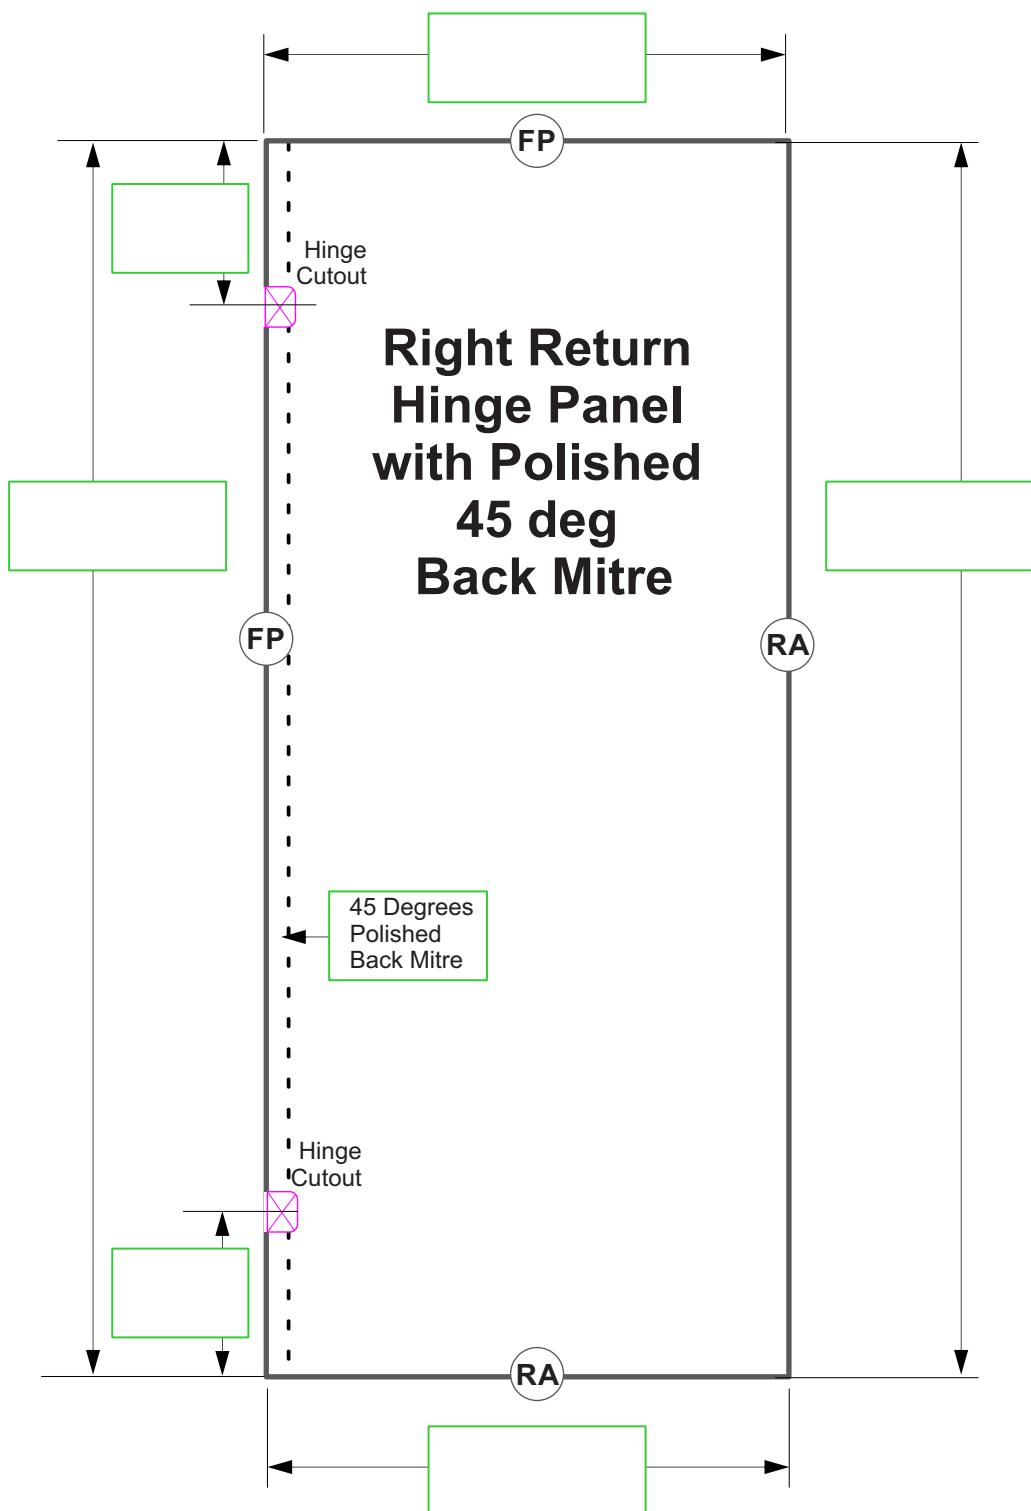 FP
Hinge
Cutout
Right Return
Hinge Panel
with Polished
45 deg
Back Mitre
FP
RA
45 Degrees
Polished
Back Mitre
Hinge
Cutout
RA